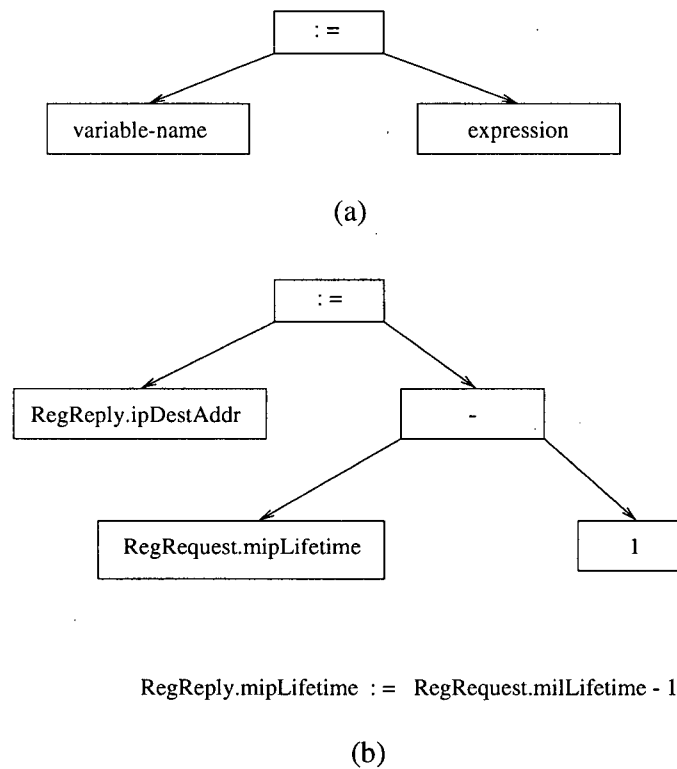 : =
variable-name
expression
(a)
: =
RegReply.ipDestAddr
-
RegRequest.mipLifetime
1
RegReply.mipLifetime : = RegRequest.milLifetime - 1
(b)